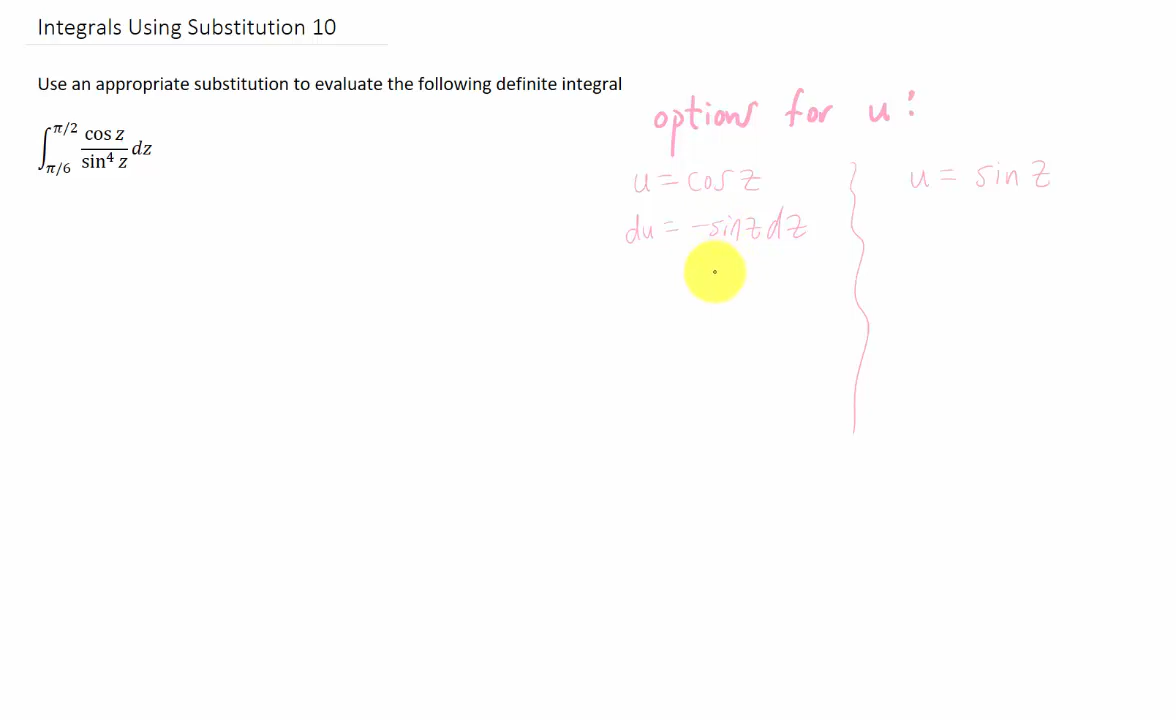 Integrals Using Substitution 10
Use an appropriate substitution to evaluate the following definite integral
∫_{π/6}^{π/2} cos z / sin⁴ z dz
options for u:
u = cos z
du = -sin z dz
u = sin z